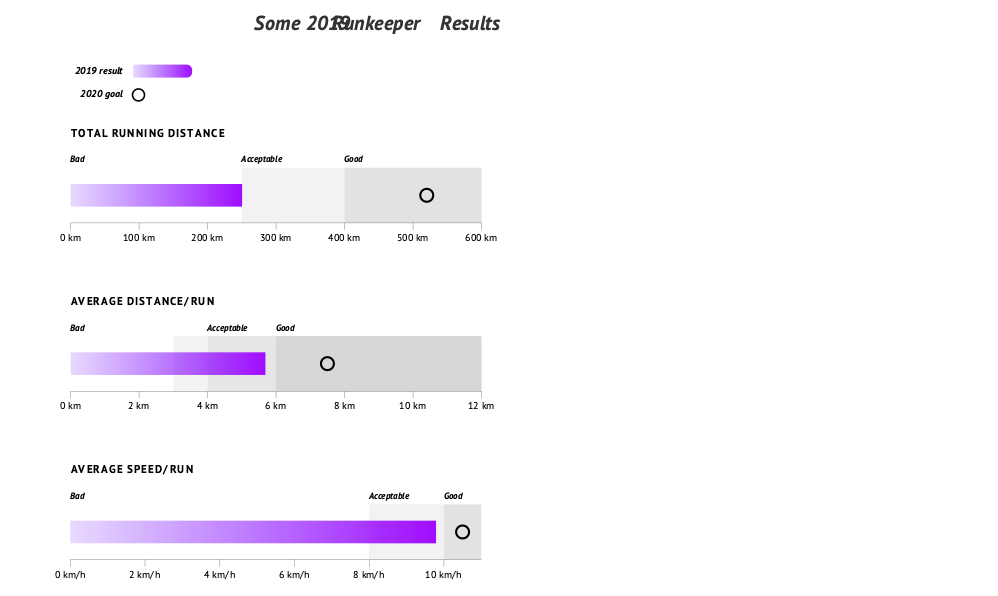 Some 2019 Runkeeper Results
2019 result
2020 goal
TOTAL RUNNING DISTANCE
Bad Acceptable Good
0 km 100 km 200 km 300 km 400 km 500 km 600 km
AVERAGE DISTANCE/RUN
Bad Acceptable Good
0 km 2 km 4 km 6 km 8 km 10 km 12 km
AVERAGE SPEED/RUN
Bad Acceptable Good
0 km/h 2 km/h 4 km/h 6 km/h 8 km/h 10 km/h